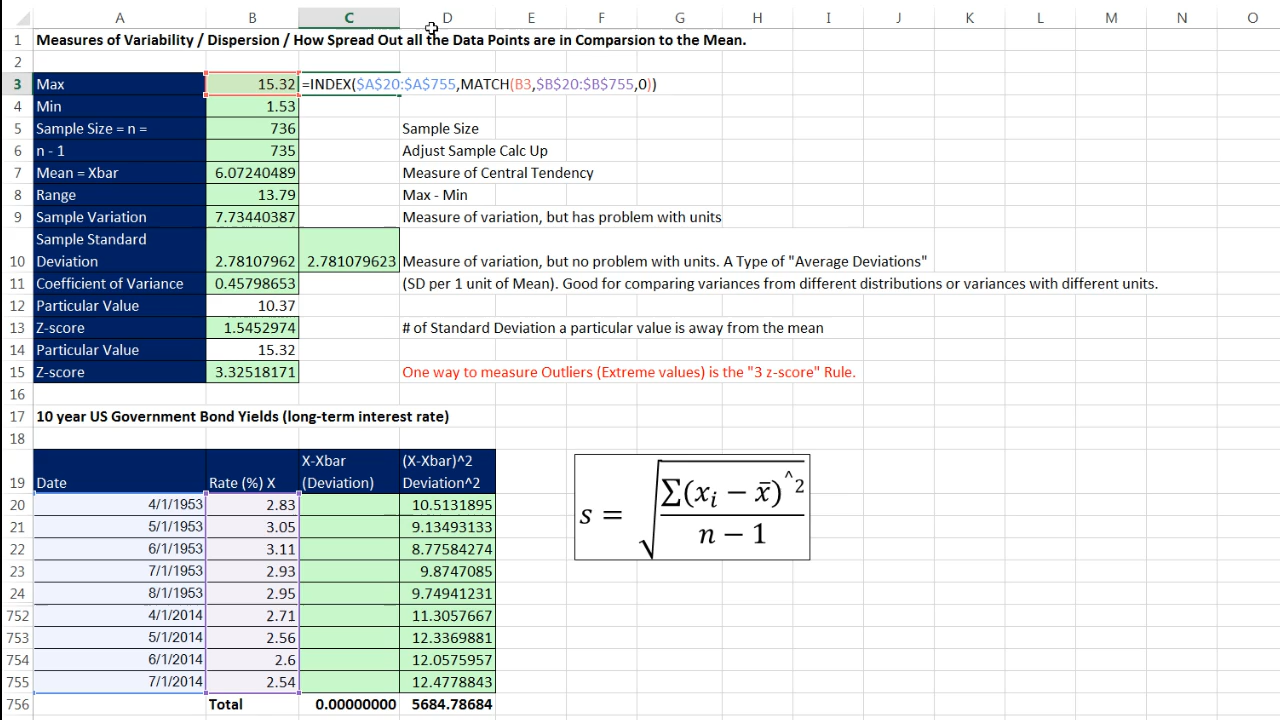 A B C D E F G H I J K L M N O
1 Measures of Variability / Dispersion / How Spread Out all the Data Points are in Comparsion to the Mean.
2
3 Max 15.32 =INDEX($A$20:$A$755,MATCH(B3,$B$20:$B$755,0))
4 Min 1.53
5 Sample Size = n = 736 Sample Size
6 n - 1 735 Adjust Sample Calc Up
7 Mean = Xbar 6.07240489 Measure of Central Tendency
8 Range 13.79 Max - Min
9 Sample Variation 7.73440387 Measure of variation, but has problem with units
Sample Standard
10 Deviation 2.78107962 2.781079623 Measure of variation, but no problem with units. A Type of "Average Deviations"
11 Coefficient of Variance 0.45798653 (SD per 1 unit of Mean). Good for comparing variances from different distributions or variances with different units.
12 Particular Value 10.37
13 Z-score 1.5452974 # of Standard Deviation a particular value is away from the mean
14 Particular Value 15.32
15 Z-score 3.32518171 One way to measure Outliers (Extreme values) is the "3 z-score" Rule.
16
17 10 year US Government Bond Yields (long-term interest rate)
18
X-Xbar (X-Xbar)^2
19 Date Rate (%) X (Deviation) Deviation^2
20 4/1/1953 2.83 10.5131895
21 5/1/1953 3.05 9.13493133
22 6/1/1953 3.11 8.77584274
23 7/1/1953 2.93 9.8747085
24 8/1/1953 2.95 9.74941231
752 4/1/2014 2.71 11.3057667
753 5/1/2014 2.56 12.3369881
754 6/1/2014 2.6 12.0575957
755 7/1/2014 2.54 12.4778843
756 Total 0.00000000 5684.78684
s = √(∑(xᵢ − x̄)^2 / (n − 1))